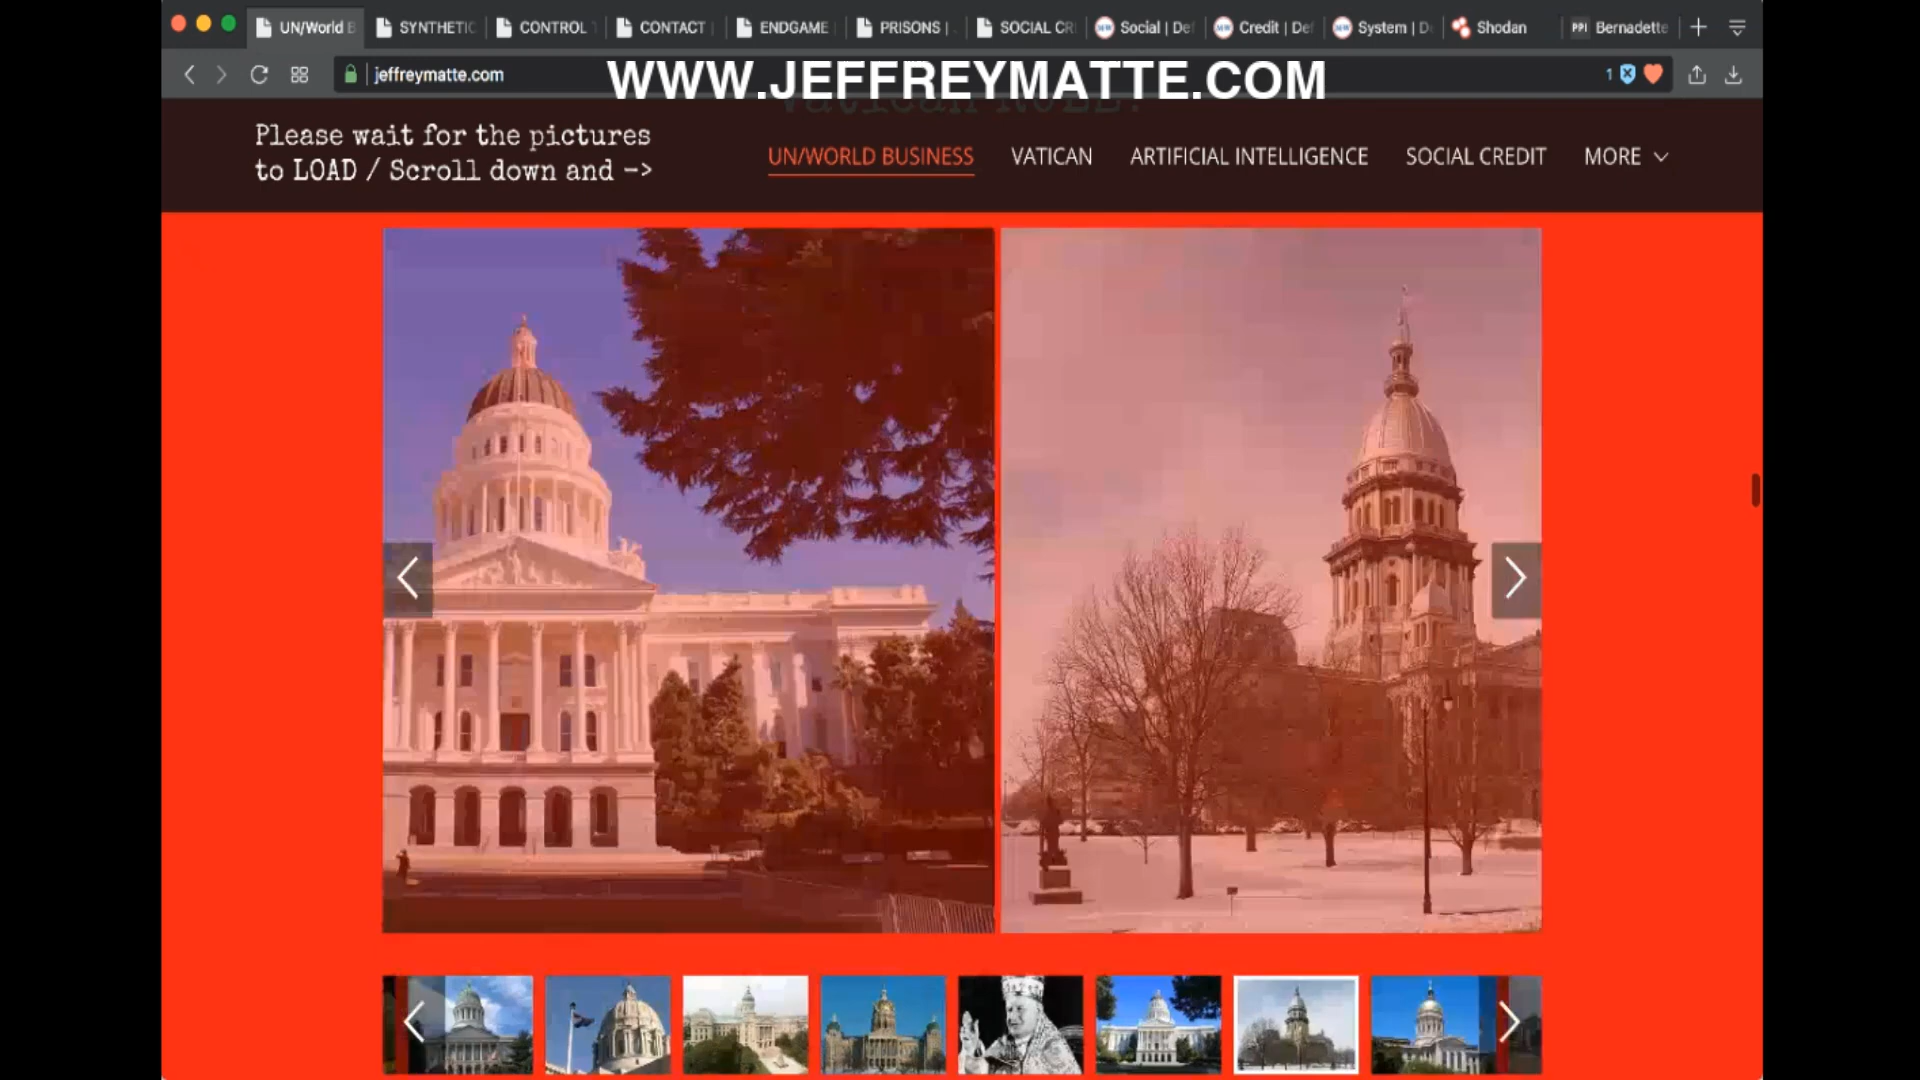 UN/World B
SYNTHETIC
CONTROL
CONTACT
ENDGAME
PRISONS |
SOCIAL CR
Social | De
Credit | De
System | D
Shodan
PPI Bernadette
jeffreymatte.com
WWW.JEFFREYMATTE.COM
1
Please wait for the pictures
to LOAD / Scroll down and ->
UN/WORLD BUSINESS
VATICAN
ARTIFICIAL INTELLIGENCE
SOCIAL CREDIT
MORE